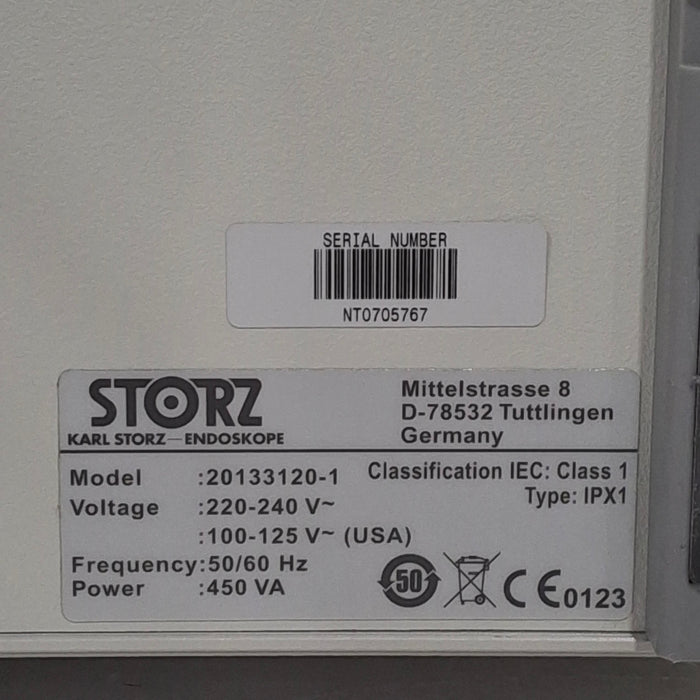 SERIAL NUMBER
NT0705767
STORZ
KARL STORZ—ENDOSKOPE
Mittelstrasse 8
D-78532 Tuttlingen
Germany
Model :20133120-1
Classification IEC: Class 1
Type: IPX1
Voltage :220-240 V~
:100-125 V~ (USA)
Frequency:50/60 Hz
Power :450 VA
50
CE0123